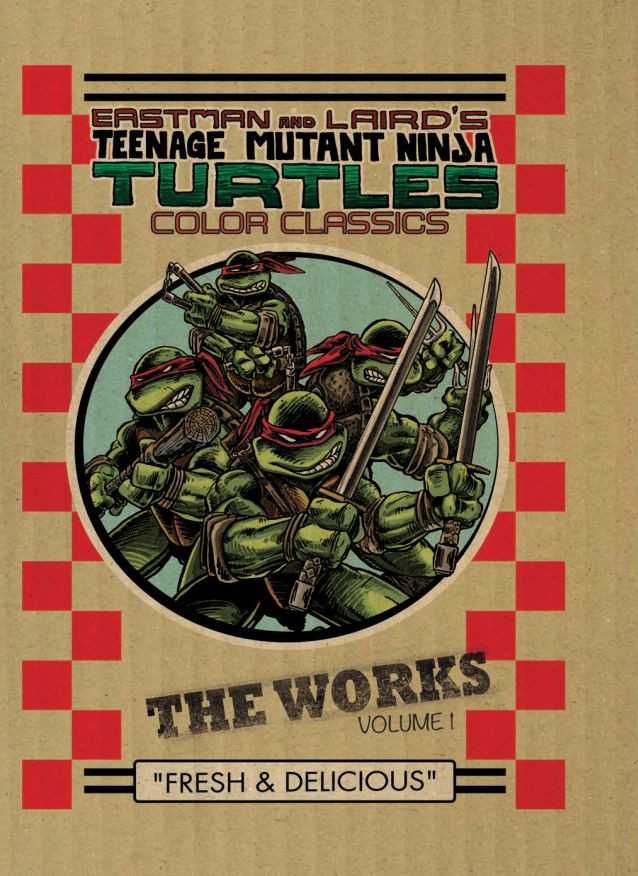 EASTMAN AND LAIRD'S
TEENAGE MUTANT NINJA
TURTLES
COLOR CLASSICS
THE WORKS
VOLUME 1
"FRESH & DELICIOUS"